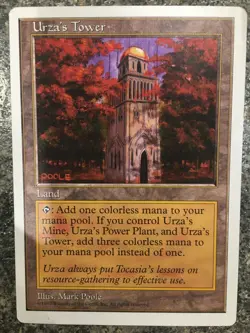 Urza's Tower
POOLE
Land
: Add one colorless mana to your
mana pool. If you control Urza's
Mine, Urza's Power Plant, and Urza's
Tower, add three colorless mana to
your mana pool instead of one.
Urza always put Tocasia's lessons on
resource-gathering to effective use.
Illus. Mark Poole